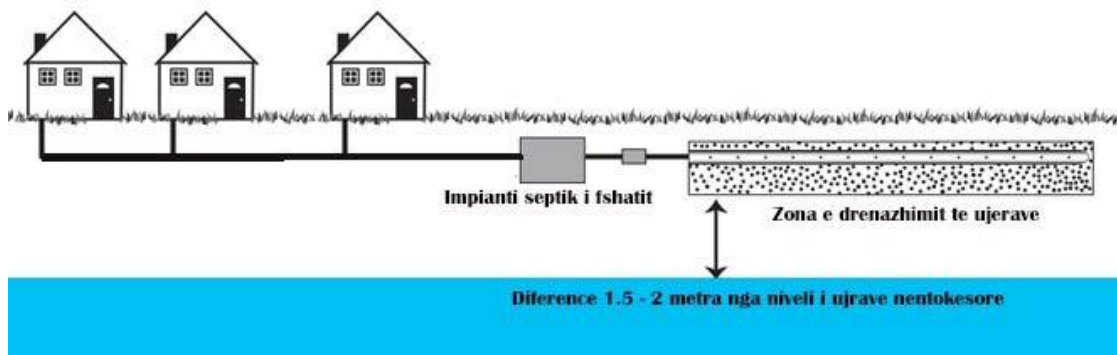 Impianti septik i fshatit
Zona e drenazhimit te ujerave
Diference 1.5 - 2 metra nga niveli i ujrave nentokesore